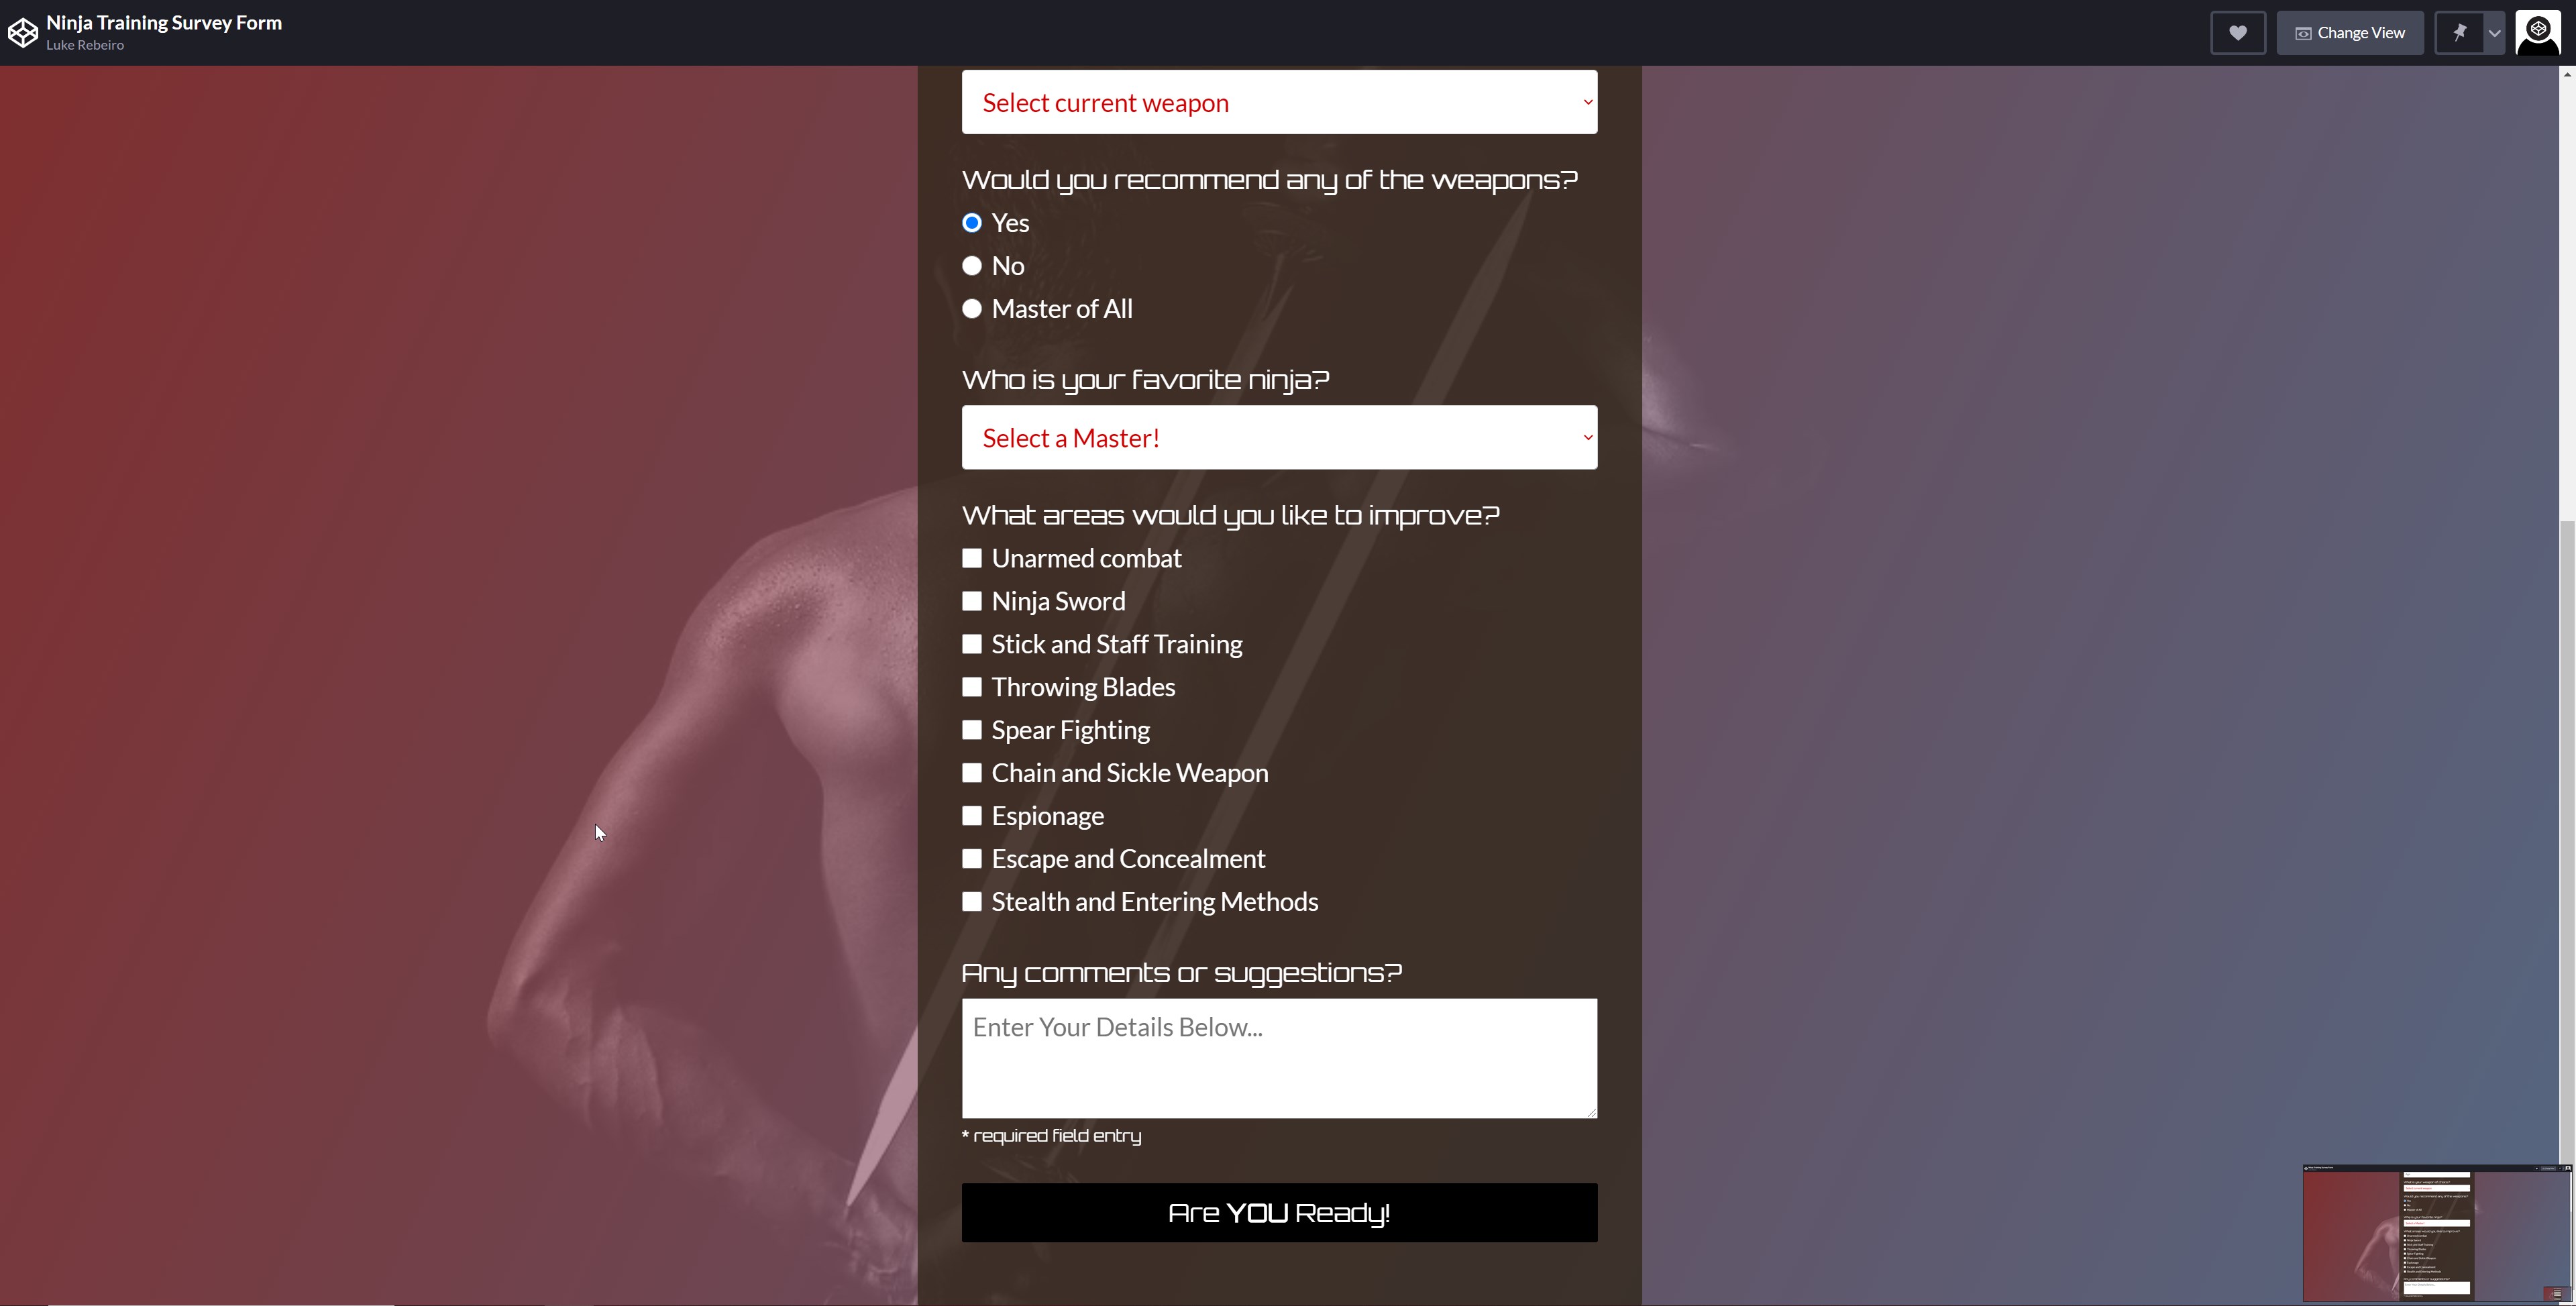 Ninja Training Survey Form
Luke Rebeiro
Change View
Select current weapon
Would you recommend any of the weapons?
Yes
No
Master of All
Who is your favorite ninja?
Select a Master!
What areas would you like to improve?
Unarmed combat
Ninja Sword
Stick and Staff Training
Throwing Blades
Spear Fighting
Chain and Sickle Weapon
Espionage
Escape and Concealment
Stealth and Entering Methods
Any comments or suggestions?
Enter Your Details Below...
* required field entry
Are YOU Ready!